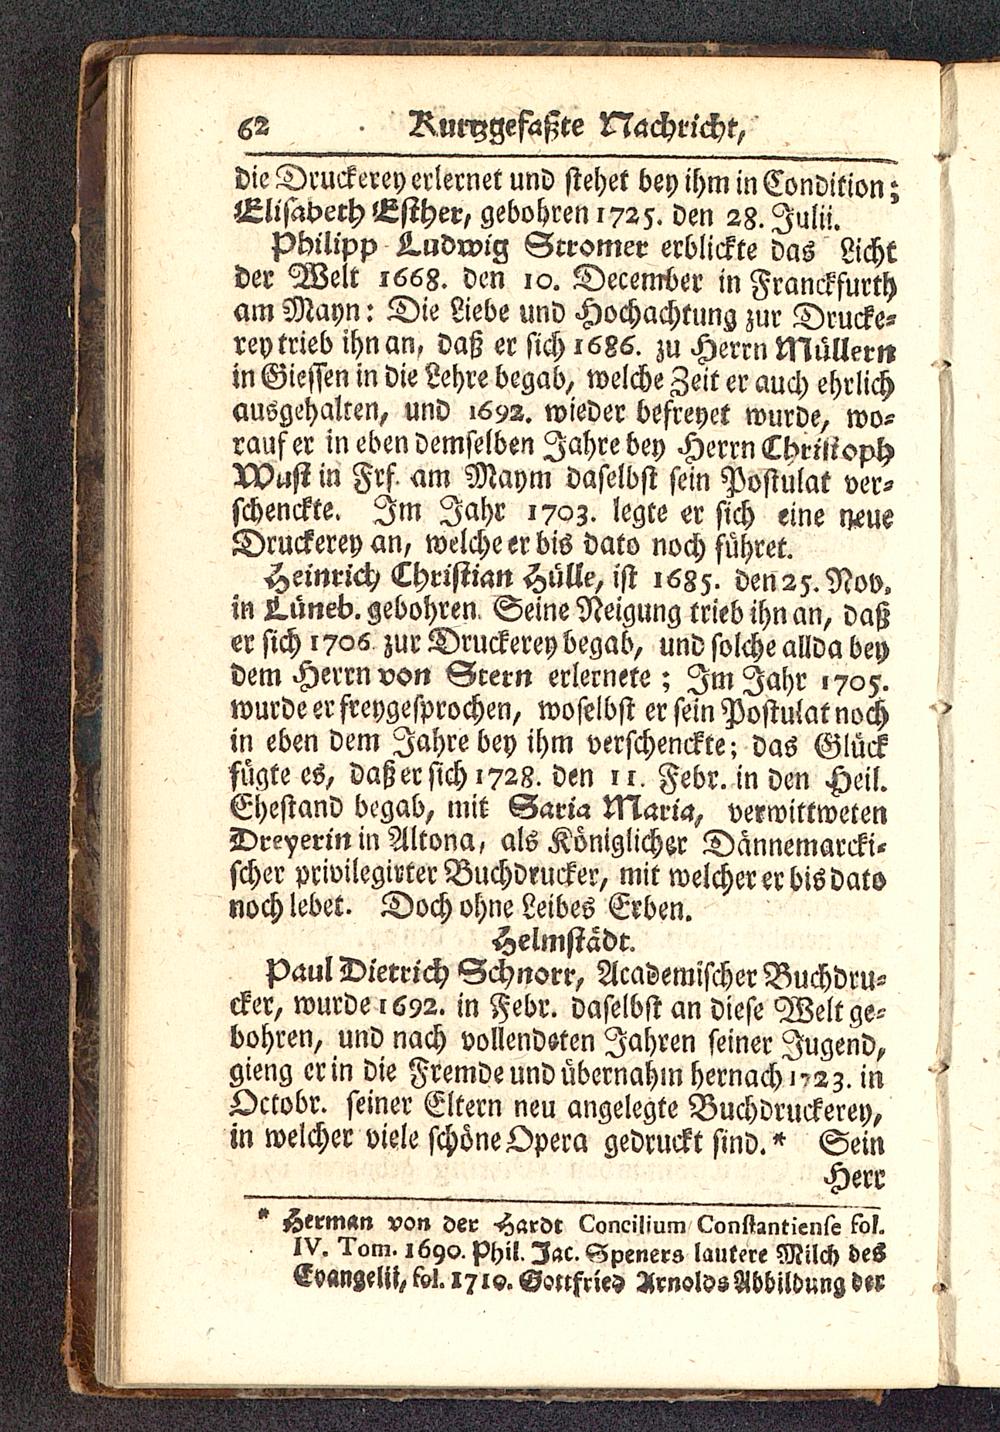 62 Kurtzgefaßte Nachricht,
die Druckerey erlernet und stehet bey ihm in Condition;
Elisabeth Esther, gebohren 1725. den 28. Julii.
Philipp Ludwig Stromer erblickte das Licht
der Welt 1668. den 10. December in Franckfurth
am Mayn: Die Liebe und Hochachtung zur Drucke-
rey trieb ihn an, daß er sich 1686. zu Herrn Müllern
in Giessen in die Lehre begab, welche Zeit er auch ehrlich
ausgehalten, und 1692. wieder befreyet wurde, wo-
rauf er in eben demselben Jahre bey Herrn Christoph
Wust in Frf. am Maym daselbst sein Postulat ver-
schenckte. Im Jahr 1703. legte er sich eine neue
Druckerey an, welche er bis dato noch führet.
Heinrich Christian Hülle, ist 1685. den 25. Nov.
in Lüneb. gebohren. Seine Neigung trieb ihn an, daß
er sich 1706 zur Druckerey begab, und solche allda bey
dem Herrn von Stern erlernete; Im Jahr 1705.
wurde er freygesprochen, woselbst er sein Postulat noch
in eben dem Jahre bey ihm verschenckte; das Glück
fügte es, daß er sich 1728. den 11. Febr. in den Heil.
Ehestand begab, mit Saria Maria, verwittweten
Dreyerin in Altona, als Königlicher Dännemarcki-
scher privilegirter Buchdrucker, mit welcher er bis dato
noch lebet. Doch ohne Leibes Erben.
Helmstädt.
Paul Dietrich Schnorr, Academischer Buchdru-
cker, wurde 1692. in Febr. daselbst an diese Welt ge-
bohren, und nach vollendeten Jahren seiner Jugend,
gieng er in die Fremde und übernahm hernach 1723. in
Octobr. seiner Eltern neu angelegte Buchdruckerey,
in welcher viele schöne Opera gedruckt sind.* Sein
Herr
* Herman von der Hardt Concilium Constantiense fol.
IV. Tom. 1690. Phil. Jac. Speners lautere Milch des
Evangelii, fol. 1710. Gottfried Arnolds Abbildung der